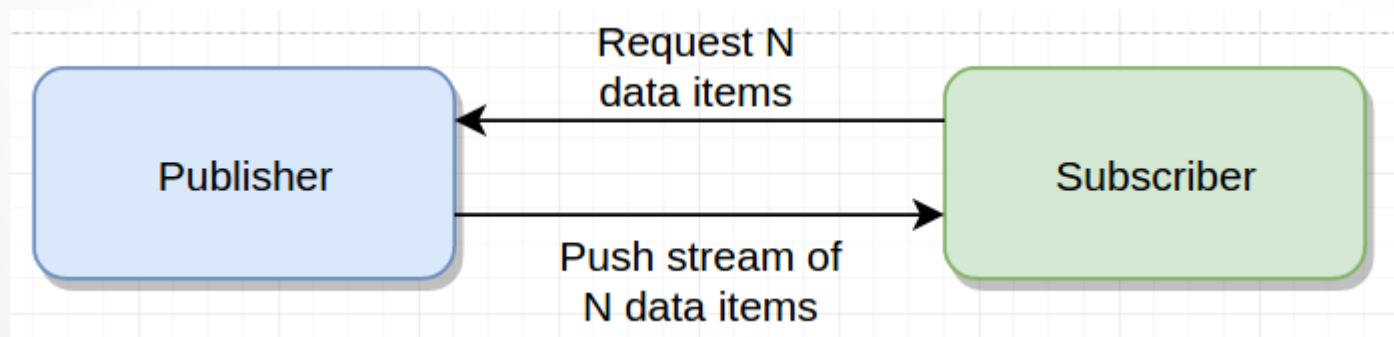 Request N
data items
Publisher
Subscriber
Push stream of
N data items